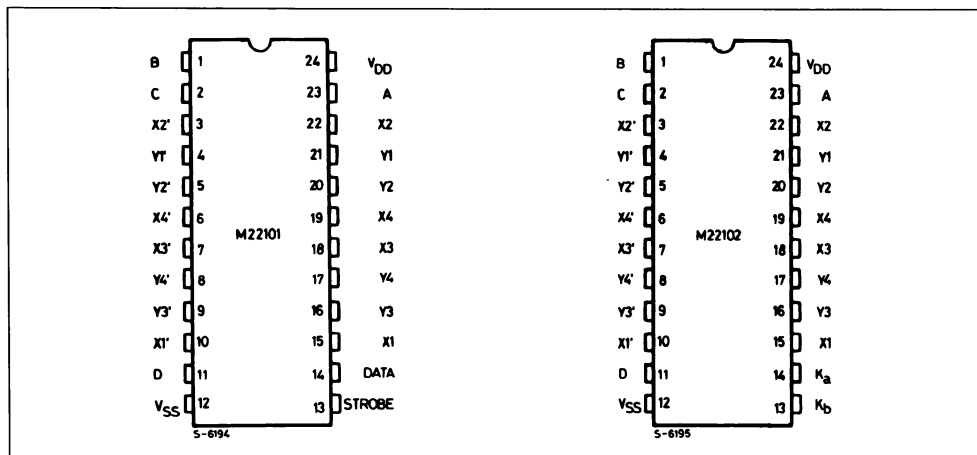 B 1 24 VDD
C 2 23 A
X2' 3 22 X2
Y1' 4 21 Y1
Y2' 5 20 Y2
X4' 6 19 X4
M22101
X3' 7 18 X3
Y4' 8 17 Y4
Y3' 9 16 Y3
X1' 10 15 X1
D 11 14 DATA
VSS 12 13 STROBE
S-6194
B 1 24 VDD
C 2 23 A
X2' 3 22 X2
Y1' 4 21 Y1
Y2' 5 20 Y2
X4' 6 19 X4
M22102
X3' 7 18 X3
Y4' 8 17 Y4
Y3' 9 16 Y3
X1' 10 15 X1
D 11 14 Ka
VSS 12 13 Kb
S-6195